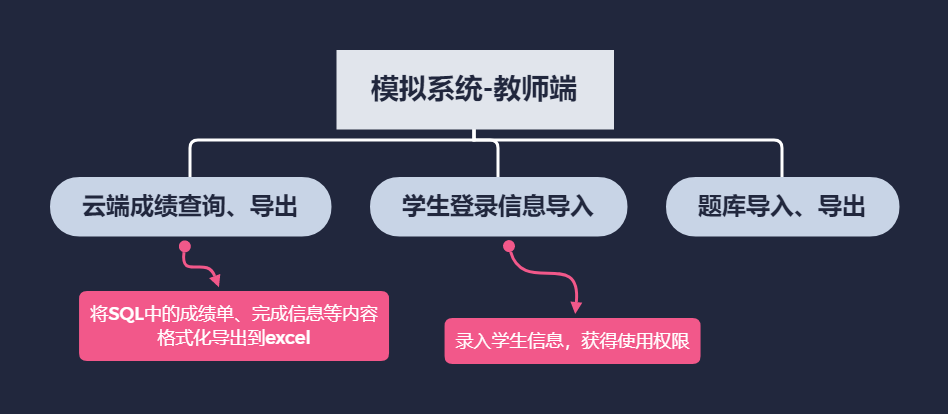 模拟系统-教师端
云端成绩查询、导出
学生登录信息导入
题库导入、导出
将SQL中的成绩单、完成信息等内容
格式化导出到excel
录入学生信息，获得使用权限